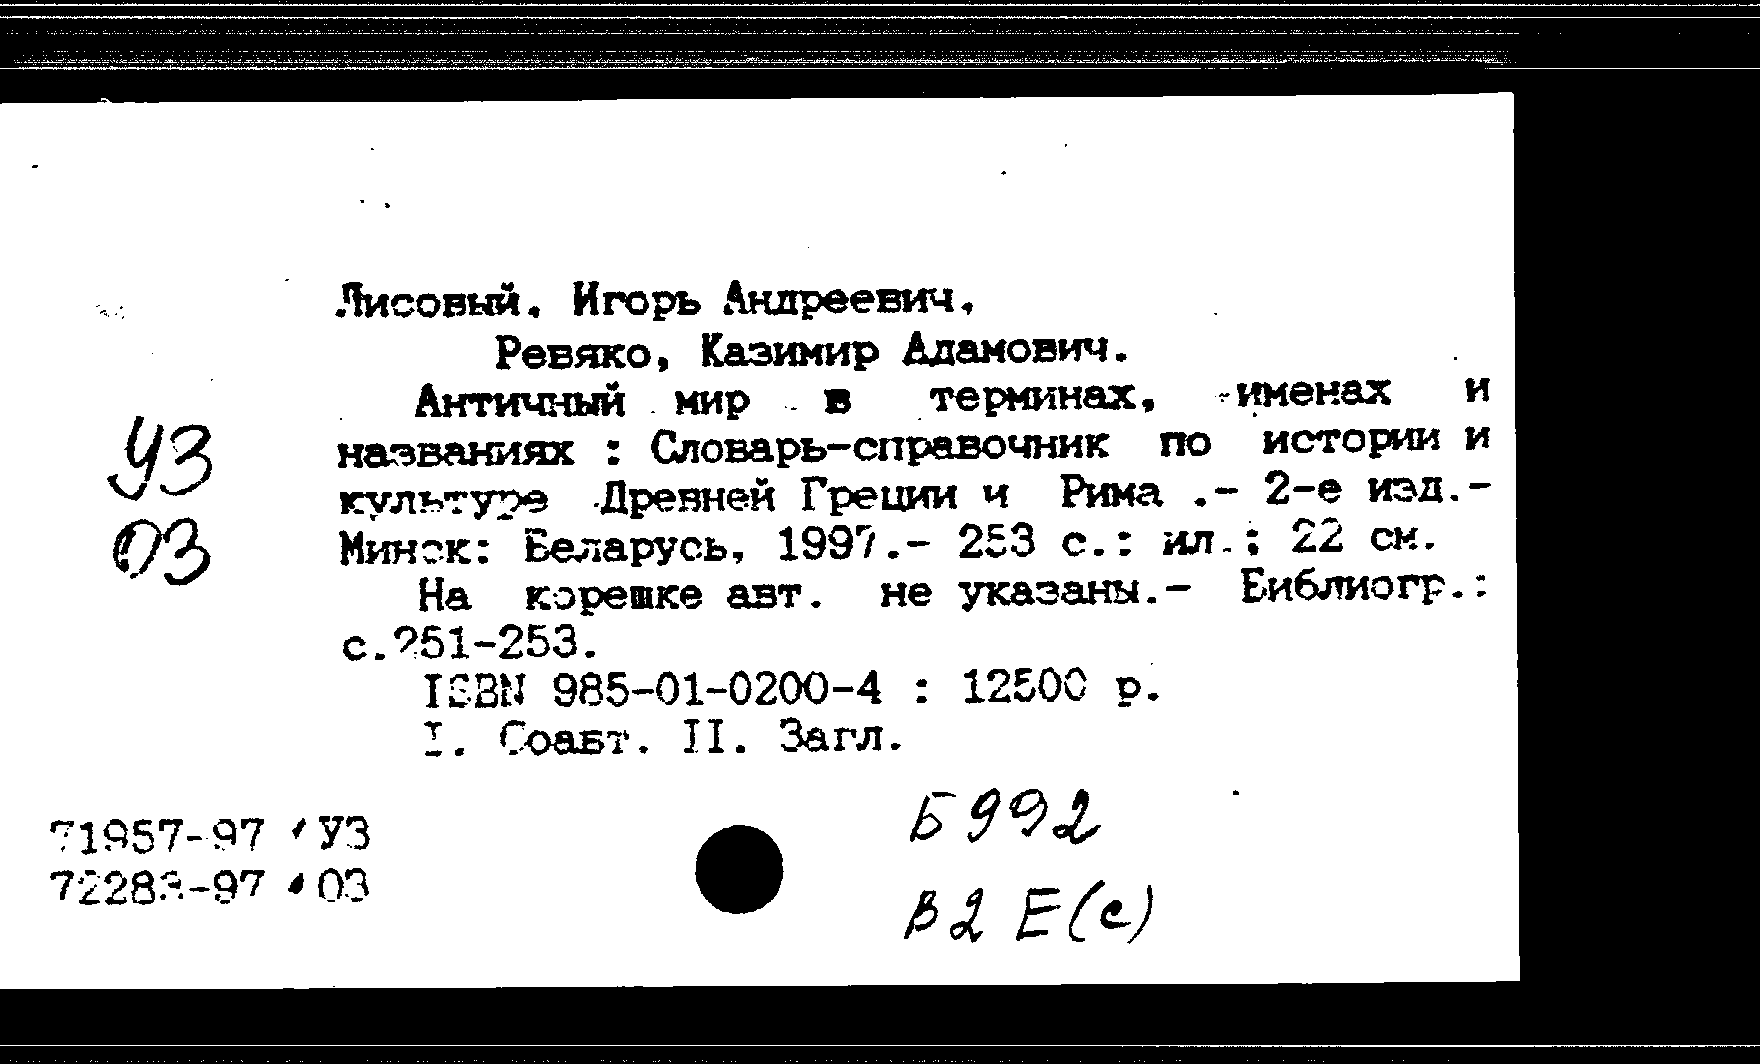 Лисовый, Игорь Андреевич,
Ревяко, Казимир Адамович.
Античный мир в терминах, именах и
названиях : Словарь-справочник по истории и
культуре Древней Греции и Рима .- 2-е изд.-
Минск: Беларусь, 1997.- 253 с.: ил.; 22 см.
На корешке авт. не указаны.- Библиогр.:
с.251-253.
ISBN 985-01-0200-4 : 12500 р.
I. Соавт. II. Загл.
УЗ
ОЗ
71957-97 УЗ
72283-97 ОЗ
Б992
В2 Е(с)